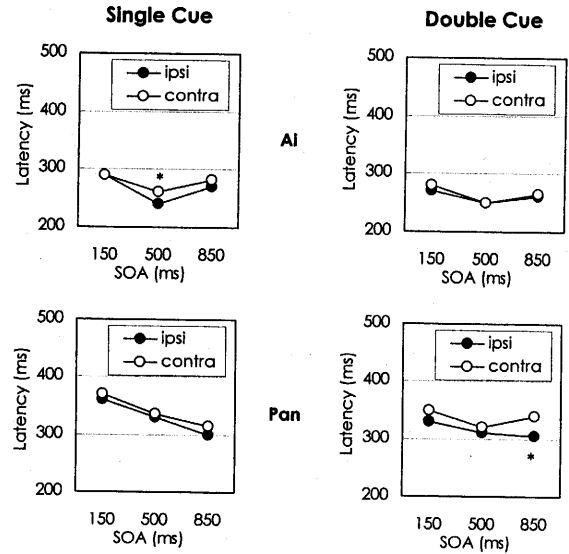 Single Cue
Double Cue
500
400
300
200
Latency (ms)
ipsi
contra
*
150 500 850
SOA (ms)
Ai
500
400
300
200
Latency (ms)
ipsi
contra
150 500 850
SOA (ms)
500
400
300
200
Latency (ms)
ipsi
contra
150 500 850
SOA (ms)
Pan
500
400
300
200
Latency (ms)
ipsi
contra
*
150 500 850
SOA (ms)